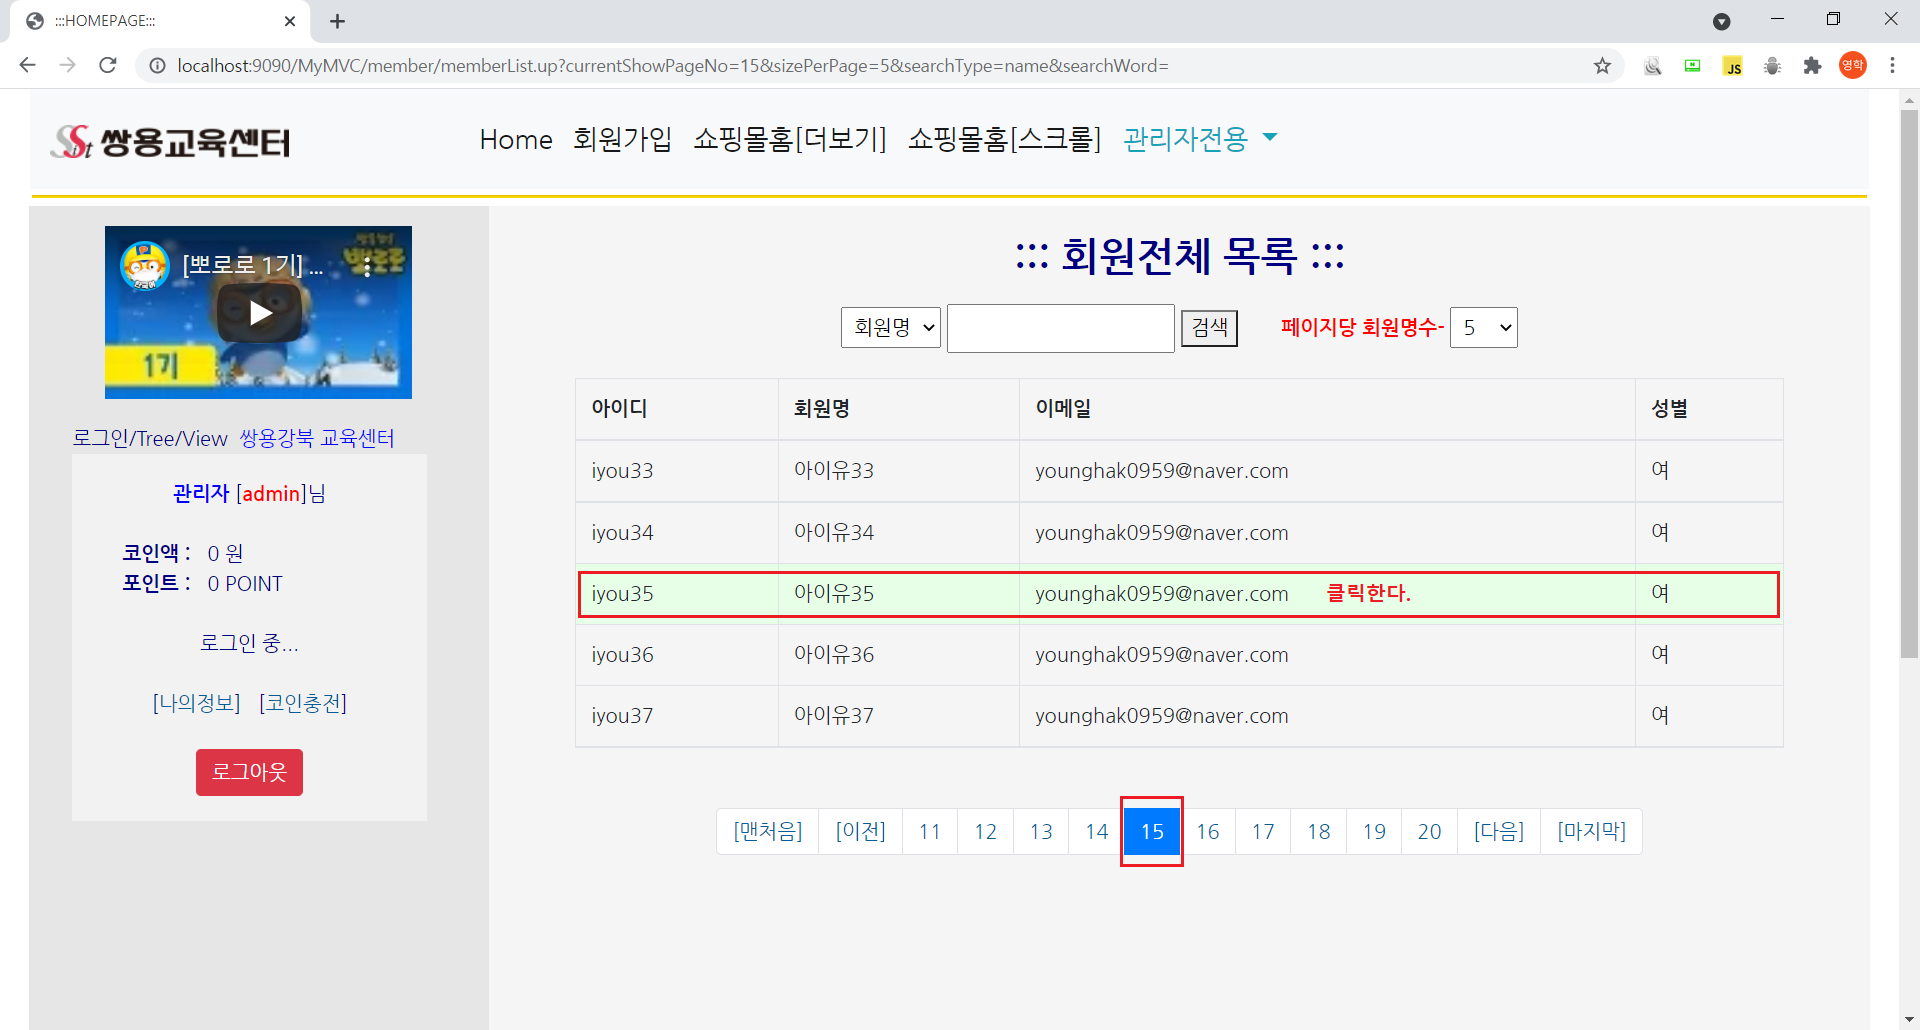 :::HOMEPAGE:::
localhost:9090/MyMVC/member/memberList.up?currentShowPageNo=15&sizePerPage=5&searchType=name&searchWord=
JS
영학
SSist 쌍용교육센터
Home 회원가입 쇼핑몰홈[더보기] 쇼핑몰홈[스크롤] 관리자전용
[뽀로로 1기] ...
뽀로로
1기
로그인/Tree/View 쌍용강북 교육센터
관리자 [admin]님
코인액 : 0 원
포인트 : 0 POINT
로그인 중...
[나의정보] [코인충전]
로그아웃
::: 회원전체 목록 :::
회원명 검색 페이지당 회원명수- 5
아이디 회원명 이메일 성별
iyou33 아이유33 younghak0959@naver.com 여
iyou34 아이유34 younghak0959@naver.com 여
iyou35 아이유35 younghak0959@naver.com 클릭한다. 여
iyou36 아이유36 younghak0959@naver.com 여
iyou37 아이유37 younghak0959@naver.com 여
[맨처음] [이전] 11 12 13 14 15 16 17 18 19 20 [다음] [마지막]